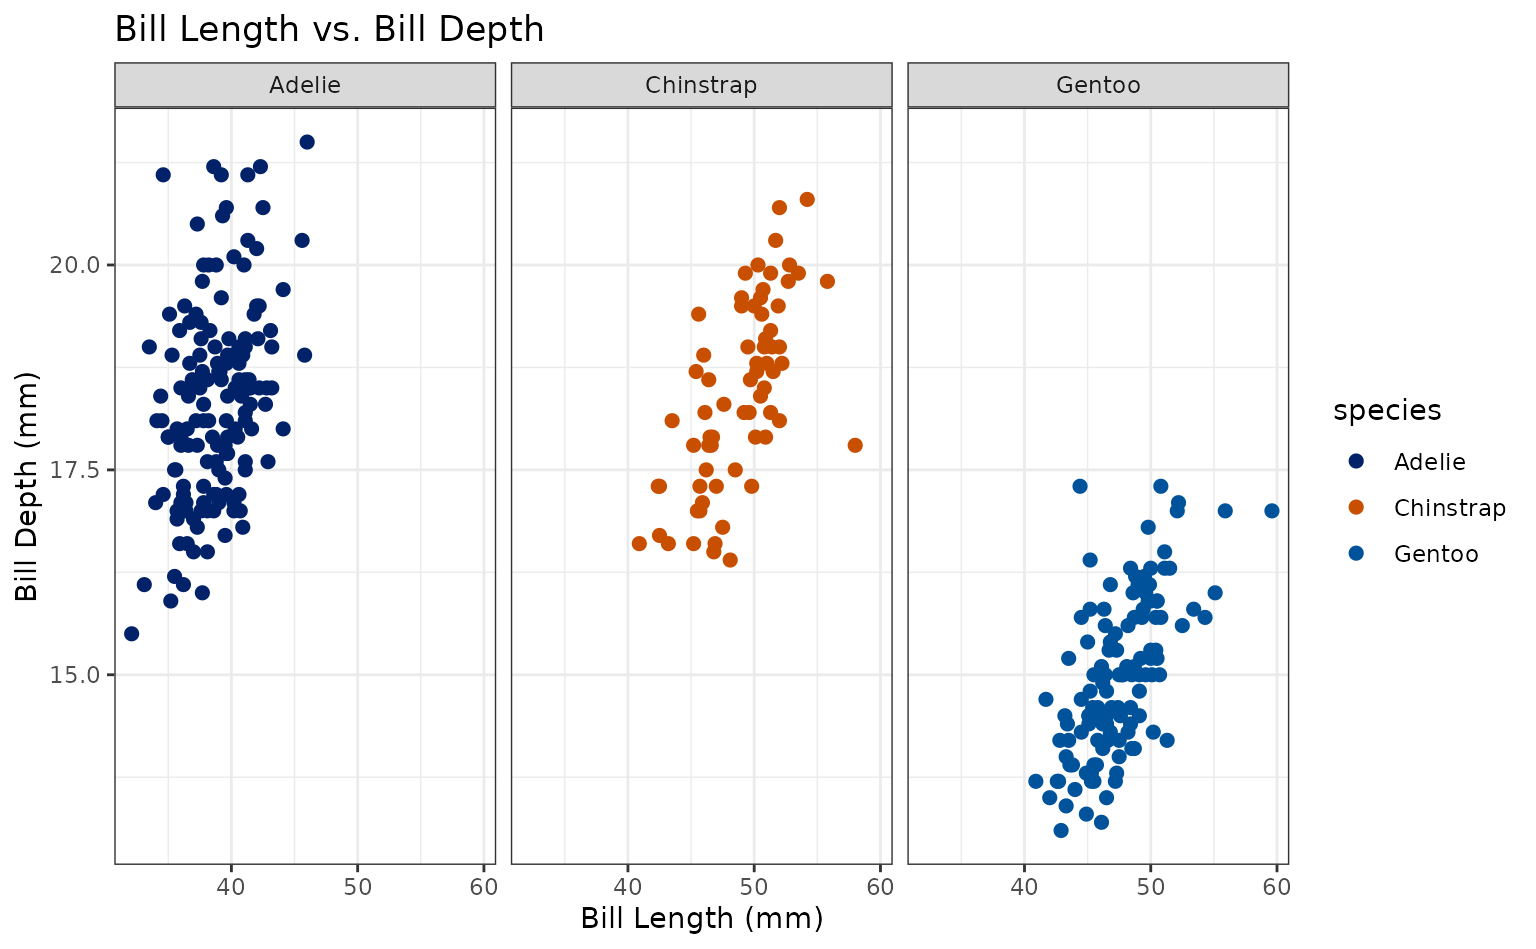 Bill Length vs. Bill Depth
Adelie
Chinstrap
Gentoo
Bill Depth (mm)
20.0
17.5
15.0
40
50
60
40
50
60
40
50
60
Bill Length (mm)
species
Adelie
Chinstrap
Gentoo